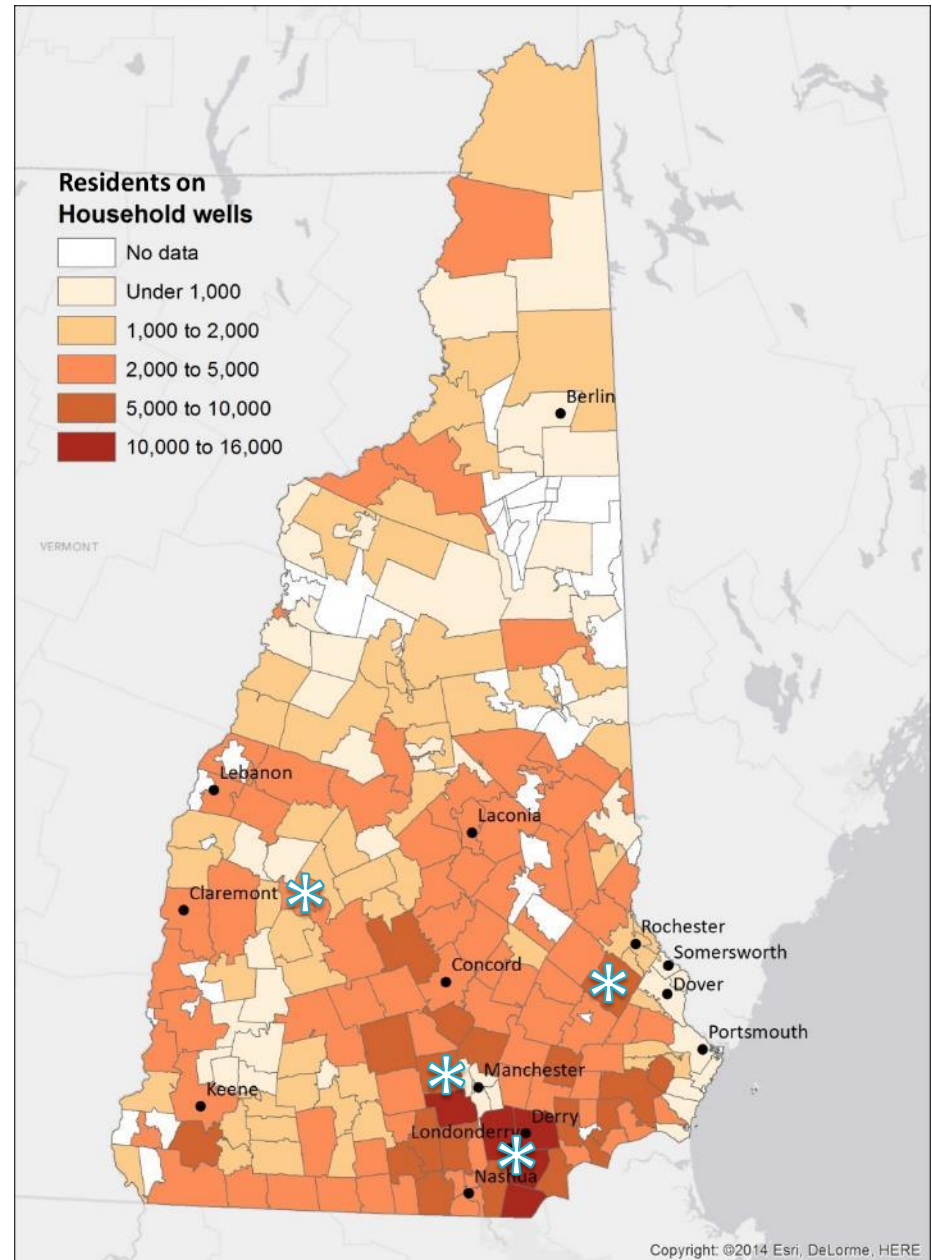 Residents on
Household wells
No data
Under 1,000
1,000 to 2,000
2,000 to 5,000
5,000 to 10,000
10,000 to 16,000
Berlin
VERMONT
Lebanon
Laconia
Claremont
Rochester
Somersworth
Concord
Dover
Portsmouth
Manchester
Keene
Derry
Londonderry
Nashua
Copyright: ©2014 Esri, DeLorme, HERE